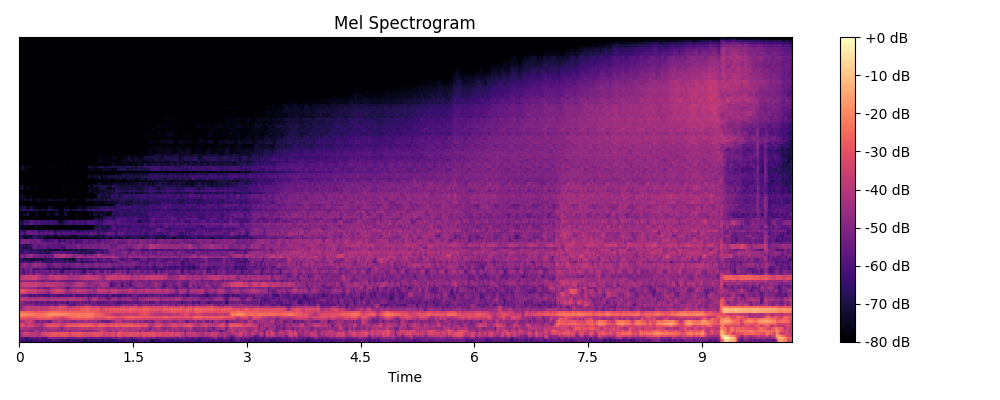 Mel Spectrogram
+0 dB
-10 dB
-20 dB
-30 dB
-40 dB
-50 dB
-60 dB
-70 dB
-80 dB
0 1.5 3 4.5 6 7.5 9
Time